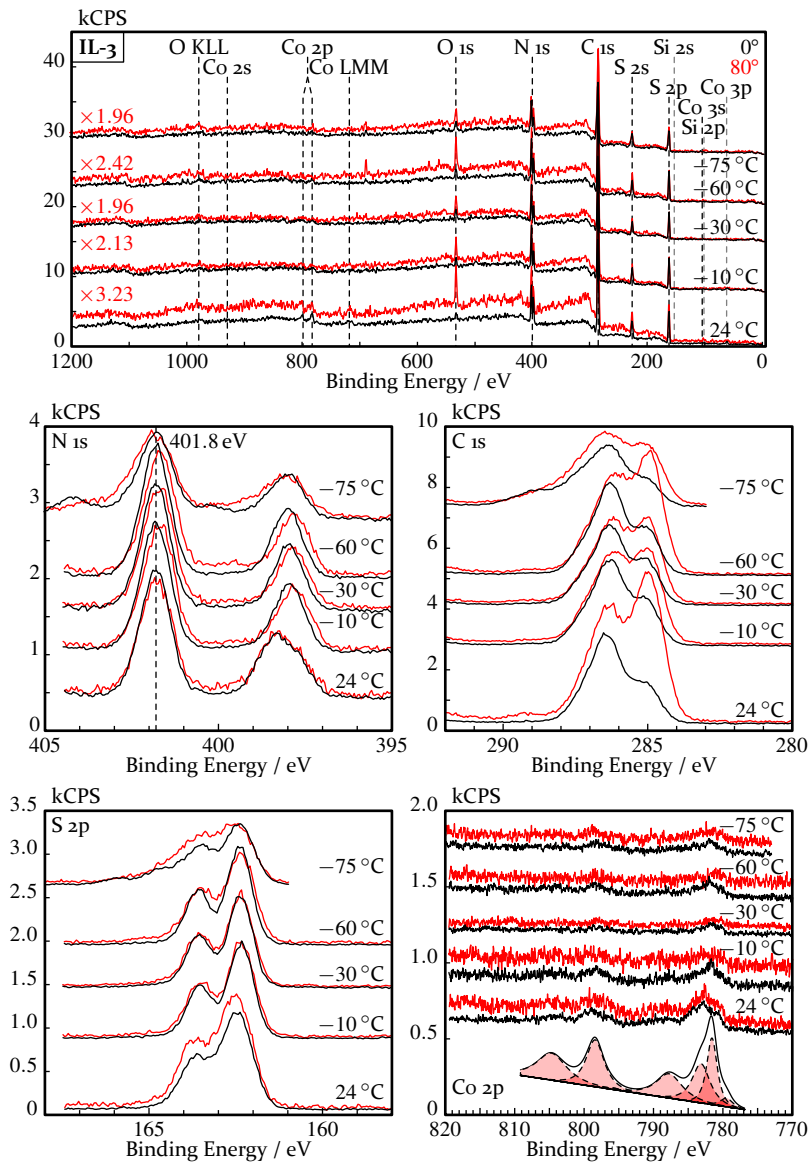 kCPS
IL-3
O KLL Co 2p O 1s N 1s C 1s Si 2s 0°
Co 2s Co LMM S 2s 80°
S 2p Co 3p
Co 3s
Si 2p
40
30
20
10
0
×1.96
×2.42
×1.96
×2.13
×3.23
−75 °C
−60 °C
−30 °C
−10 °C
24 °C
1200 1000 800 600 400 200 0
Binding Energy / eV
kCPS
N 1s
401.8 eV
4
3
2
1
0
−75 °C
−60 °C
−30 °C
−10 °C
24 °C
405 400 395
Binding Energy / eV
kCPS
C 1s
10
8
6
4
2
0
−75 °C
−60 °C
−30 °C
−10 °C
24 °C
290 285 280
Binding Energy / eV
kCPS
S 2p
3.5
3.0
2.5
2.0
1.5
1.0
0.5
0
−75 °C
−60 °C
−30 °C
−10 °C
24 °C
165 160
Binding Energy / eV
kCPS
2.0
1.5
1.0
0.5
0
−75 °C
−60 °C
−30 °C
−10 °C
24 °C
Co 2p
820 810 800 790 780 770
Binding Energy / eV